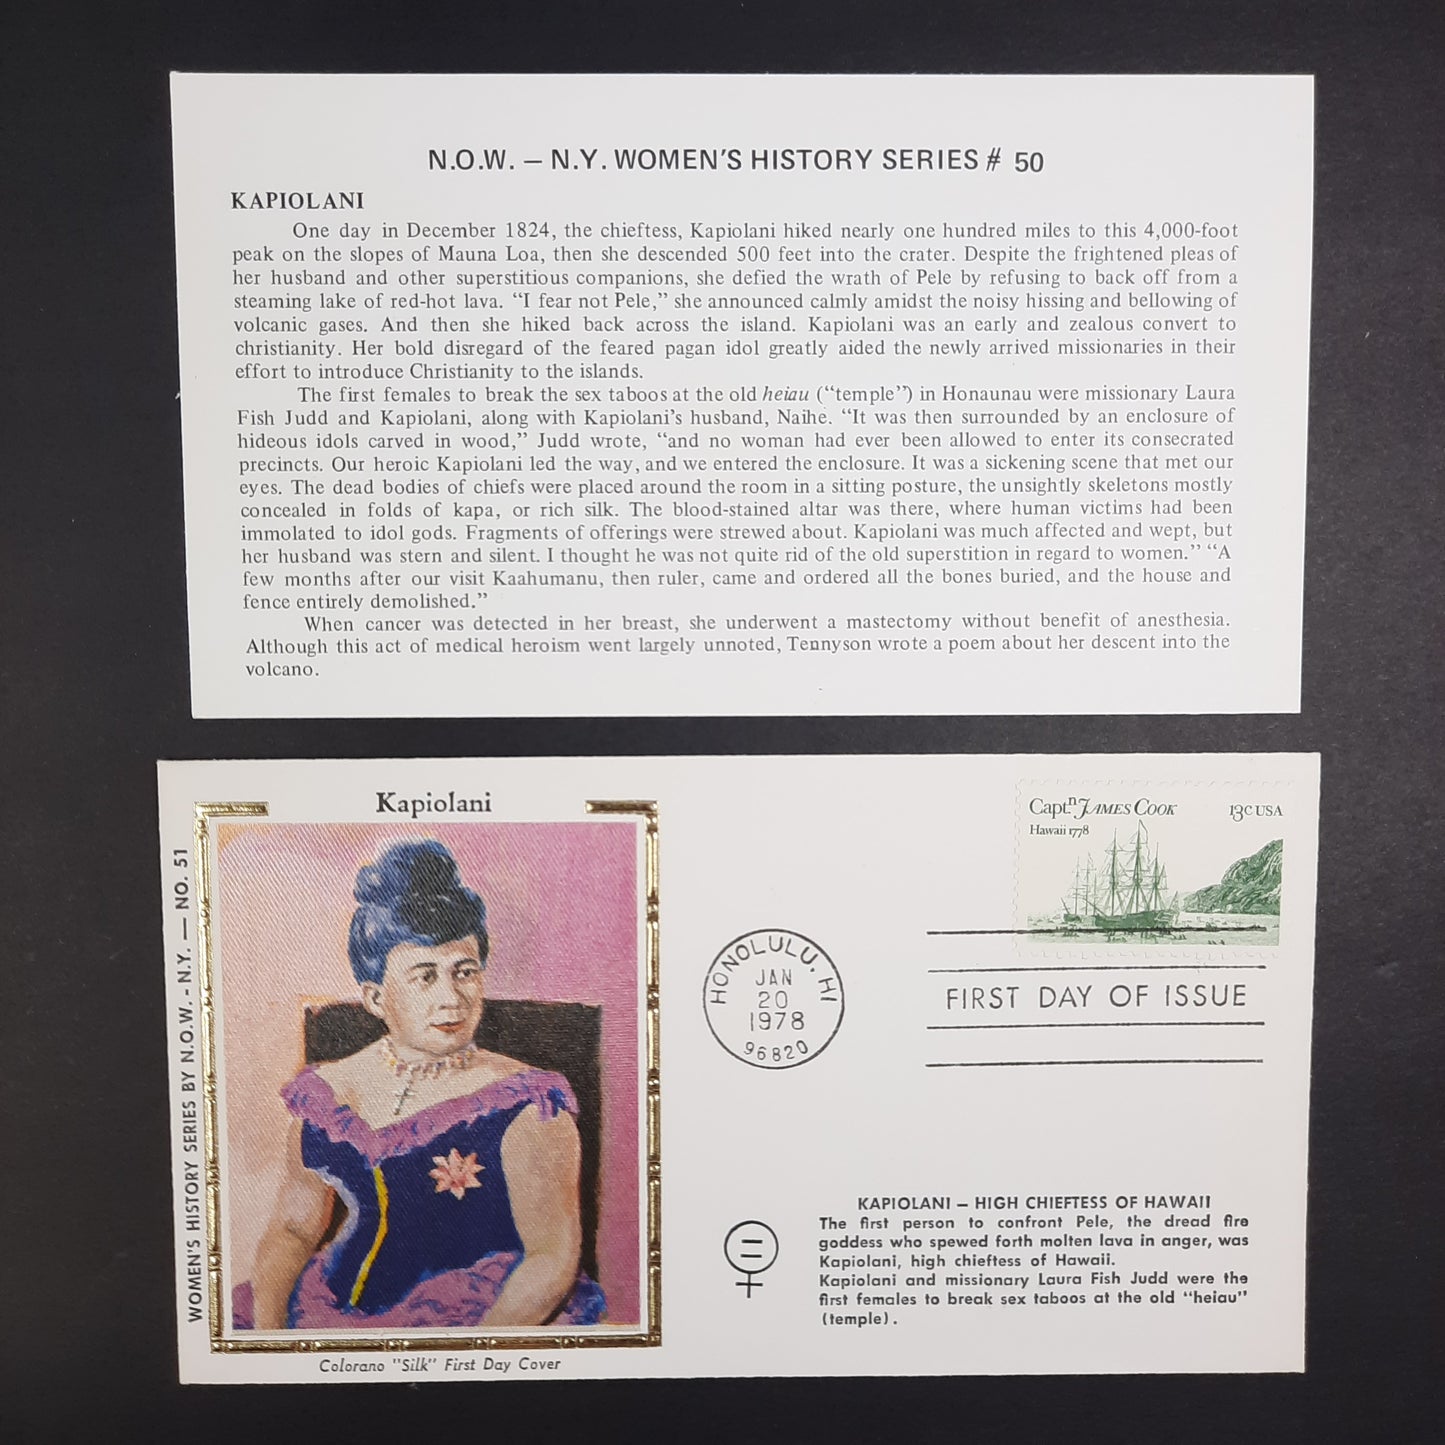 N.O.W. – N.Y. WOMEN'S HISTORY SERIES # 50
KAPIOLANI
One day in December 1824, the chieftess, Kapiolani hiked nearly one hundred miles to this 4,000-foot
peak on the slopes of Mauna Loa, then she descended 500 feet into the crater. Despite the frightened pleas of
her husband and other superstitious companions, she defied the wrath of Pele by refusing to back off from a
steaming lake of red-hot lava. “I fear not Pele,” she announced calmly amidst the noisy hissing and bellowing of
volcanic gases. And then she hiked back across the island. Kapiolani was an early and zealous convert to
christianity. Her bold disregard of the feared pagan idol greatly aided the newly arrived missionaries in their
effort to introduce Christianity to the islands.
The first females to break the sex taboos at the old heiau (“temple”) in Honaunau were missionary Laura
Fish Judd and Kapiolani, along with Kapiolani's husband, Naihe. “It was then surrounded by an enclosure of
hideous idols carved in wood,” Judd wrote, “and no woman had ever been allowed to enter its consecrated
precincts. Our heroic Kapiolani led the way, and we entered the enclosure. It was a sickening scene that met our
eyes. The dead bodies of chiefs were placed around the room in a sitting posture, the unsightly skeletons mostly
concealed in folds of kapa, or rich silk. The blood-stained altar was there, where human victims had been
immolated to idol gods. Fragments of offerings were strewed about. Kapiolani was much affected and wept, but
her husband was stern and silent. I thought he was not quite rid of the old superstition in regard to women.” “A
few months after our visit Kaahumanu, then ruler, came and ordered all the bones buried, and the house and
fence entirely demolished.”
When cancer was detected in her breast, she underwent a mastectomy without benefit of anesthesia.
Although this act of medical heroism went largely unnoted, Tennyson wrote a poem about her descent into the
volcano.
WOMEN'S HISTORY SERIES BY N.O.W. - N.Y. — NO. 51
Kapiolani
Colorano "Silk" First Day Cover
Captn. JAMES COOK 13c USA
Hawaii 1778
HONOLULU, HI
JAN
20
1978
96820
FIRST DAY OF ISSUE
KAPIOLANI – HIGH CHIEFTESS OF HAWAII
The first person to confront Pele, the dread fire
goddess who spewed forth molten lava in anger, was
Kapiolani, high chieftess of Hawaii.
Kapiolani and missionary Laura Fish Judd were the
first females to break sex taboos at the old "heiau"
(temple).